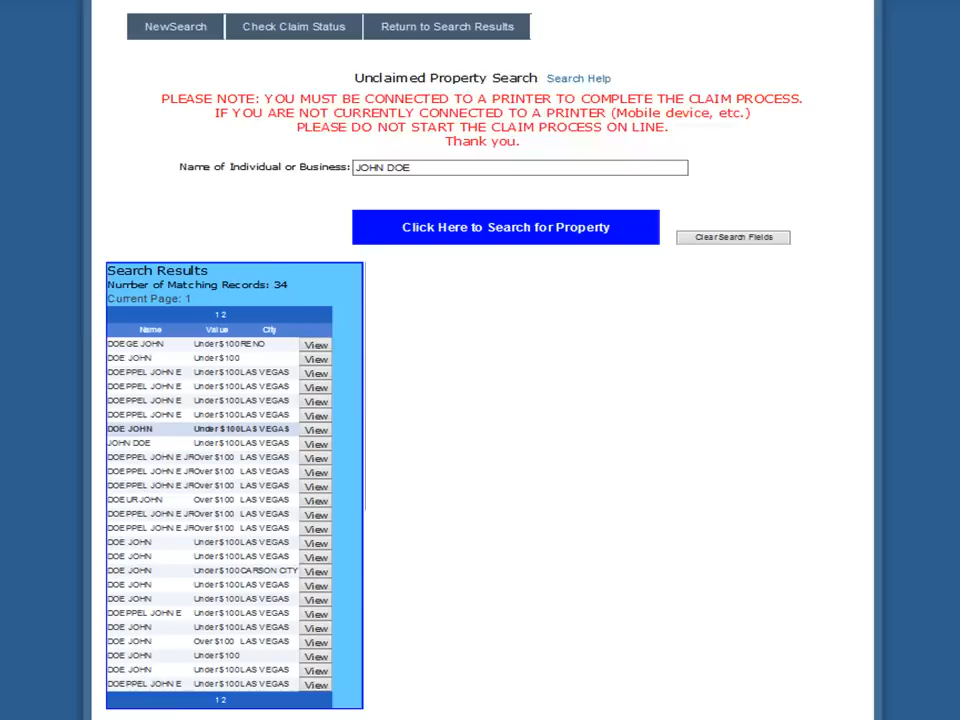 NewSearch Check Claim Status Return to Search Results
Unclaimed Property Search Search Help
PLEASE NOTE: YOU MUST BE CONNECTED TO A PRINTER TO COMPLETE THE CLAIM PROCESS.
IF YOU ARE NOT CURRENTLY CONNECTED TO A PRINTER (Mobile device, etc.)
PLEASE DO NOT START THE CLAIM PROCESS ON LINE.
Thank you.
Name of Individual or Business: JOHN DOE
Click Here to Search for Property
Clear Search Fields
Search Results
Number of Matching Records: 34
Current Page: 1
1 2
Name Value City
DOEGE JOHN Under $100 RENO View
DOE JOHN Under $100 View
DOEPPEL JOHN E Under $100 LAS VEGAS View
DOEPPEL JOHN E Under $100 LAS VEGAS View
DOEPPEL JOHN E Under $100 LAS VEGAS View
DOEPPEL JOHN E Under $100 LAS VEGAS View
DOE JOHN Under $100 LAS VEGAS View
JOHN DOE Under $100 LAS VEGAS View
DOEPPEL JOHN E JR Over $100 LAS VEGAS View
DOEPPEL JOHN E JR Over $100 LAS VEGAS View
DOEPPEL JOHN E JR Over $100 LAS VEGAS View
DOEUR JOHN Over $100 LAS VEGAS View
DOEPPEL JOHN E JR Over $100 LAS VEGAS View
DOEPPEL JOHN E JR Over $100 LAS VEGAS View
DOE JOHN Under $100 LAS VEGAS View
DOE JOHN Under $100 LAS VEGAS View
DOE JOHN Under $100 CARSON CITY View
DOE JOHN Under $100 LAS VEGAS View
DOE JOHN Under $100 LAS VEGAS View
DOEPPEL JOHN E Under $100 LAS VEGAS View
DOE JOHN Under $100 LAS VEGAS View
DOE JOHN Over $100 LAS VEGAS View
DOE JOHN Under $100 View
DOE JOHN Under $100 LAS VEGAS View
DOEPPEL JOHN E Under $100 LAS VEGAS View
1 2